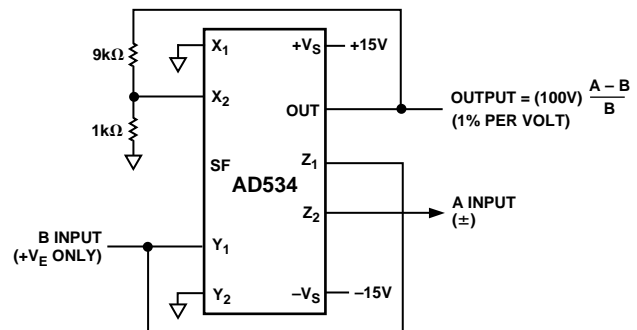 9kΩ
1kΩ
X1
X2
SF
Y1
Y2
AD534
+VS
+15V
OUT
OUTPUT = (100V) A – B / B
(1% PER VOLT)
Z1
Z2
A INPUT
(±)
B INPUT
(+VE ONLY)
–VS
–15V